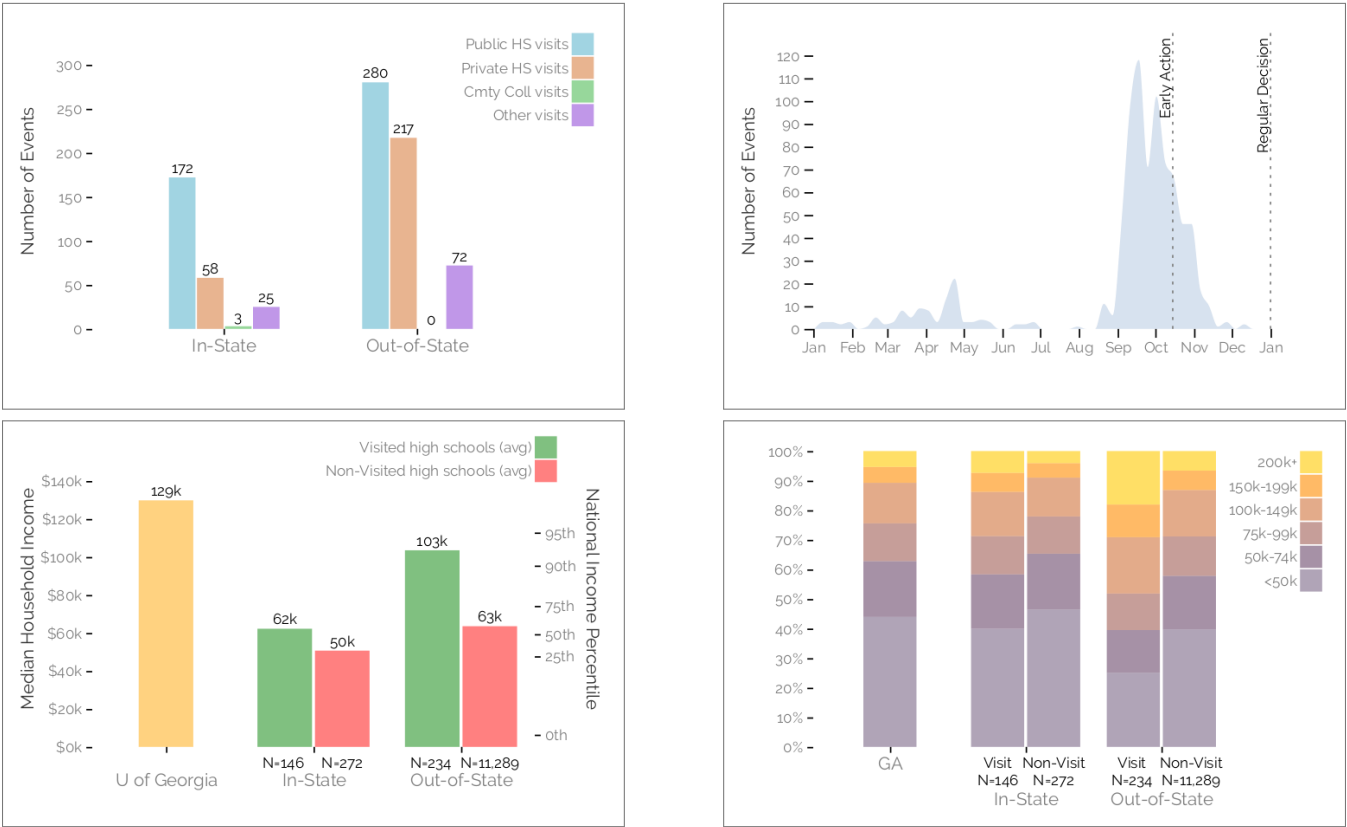 Public HS visits
Private HS visits
Cmty Coll visits
Other visits
Number of Events
300
250
200
150
100
50
0
172
58
3
25
280
217
0
72
In-State
Out-of-State
Number of Events
120
110
100
90
80
70
60
50
40
30
20
10
0
Early Action
Regular Decision
Jan Feb Mar Apr May Jun Jul Aug Sep Oct Nov Dec Jan
Visited high schools (avg)
Non-Visited high schools (avg)
Median Household Income
$140k
$120k
$100k
$80k
$60k
$40k
$20k
$0k
129k
62k
50k
103k
63k
National Income Percentile
95th
90th
75th
50th
25th
0th
N=146 N=272
N=234 N=11,289
U of Georgia
In-State
Out-of-State
100%
90%
80%
70%
60%
50%
40%
30%
20%
10%
0%
200k+
150k-199k
100k-149k
75k-99k
50k-74k
<50k
GA
Visit Non-Visit
N=146 N=272
In-State
Visit Non-Visit
N=234 N=11,289
Out-of-State